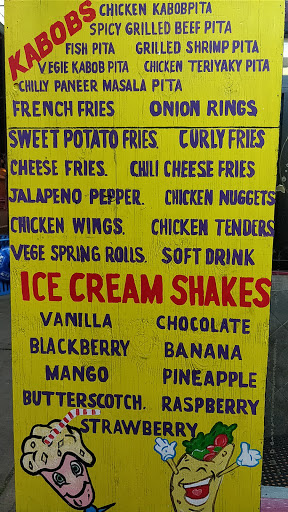 KABOBS
CHICKEN KABOBPITA
SPICY GRILLED BEEF PITA
FISH PITA GRILLED SHRIMP PITA
VEGIE KABOB PITA CHICKEN TERIYAKY PITA
CHILLY PANEER MASALA PITA
FRENCH FRIES ONION RINGS
SWEET POTATO FRIES. CURLY FRIES
CHEESE FRIES. CHILI CHEESE FRIES
JALAPENO PEPPER. CHICKEN NUGGETS
CHICKEN WINGS. CHICKEN TENDERS
VEGE SPRING ROLLS. SOFT DRINK
ICE CREAM SHAKES
VANILLA CHOCOLATE
BLACKBERRY BANANA
MANGO PINEAPPLE
BUTTERSCOTCH. RASPBERRY
STRAWBERRY